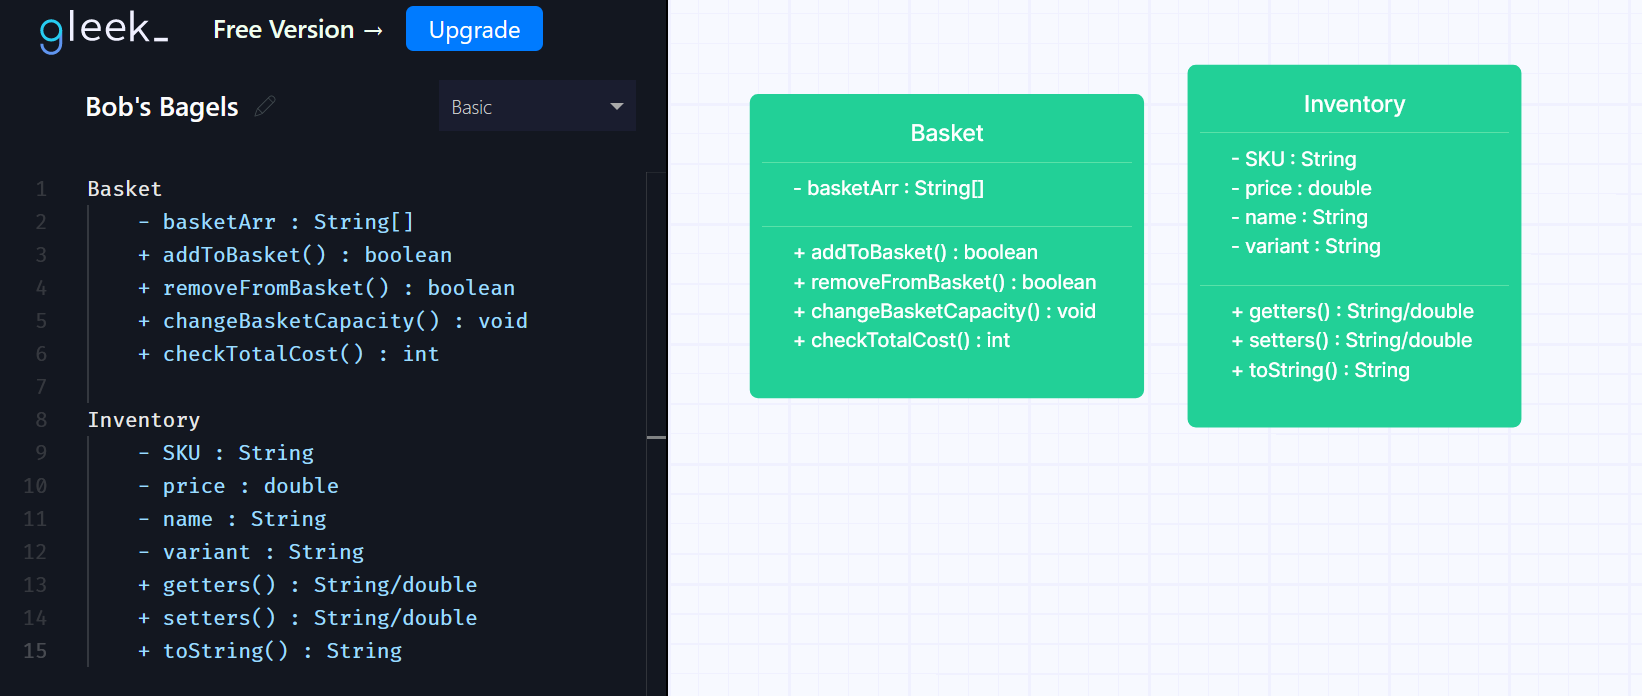 gleek_
Free Version →
Upgrade
Bob's Bagels
Basic
1 Basket
2 - basketArr : String[]
3 + addToBasket() : boolean
4 + removeFromBasket() : boolean
5 + changeBasketCapacity() : void
6 + checkTotalCost() : int
7
8 Inventory
9 - SKU : String
10 - price : double
11 - name : String
12 - variant : String
13 + getters() : String/double
14 + setters() : String/double
15 + toString() : String
Basket
- basketArr : String[]
+ addToBasket() : boolean
+ removeFromBasket() : boolean
+ changeBasketCapacity() : void
+ checkTotalCost() : int
Inventory
- SKU : String
- price : double
- name : String
- variant : String
+ getters() : String/double
+ setters() : String/double
+ toString() : String